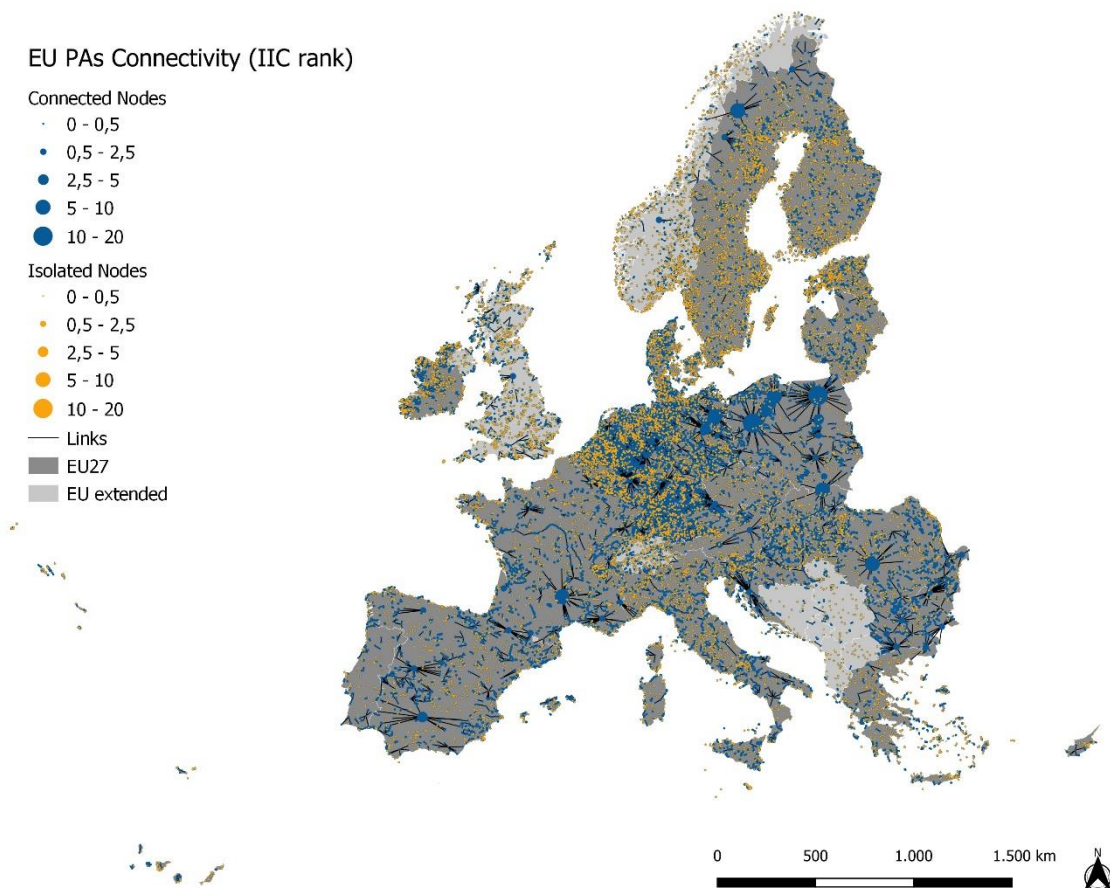 EU PAs Connectivity (IIC rank)
Connected Nodes
0 - 0,5
0,5 - 2,5
2,5 - 5
5 - 10
10 - 20
Isolated Nodes
0 - 0,5
0,5 - 2,5
2,5 - 5
5 - 10
10 - 20
Links
EU27
EU extended
0 500 1.000 1.500 km
N